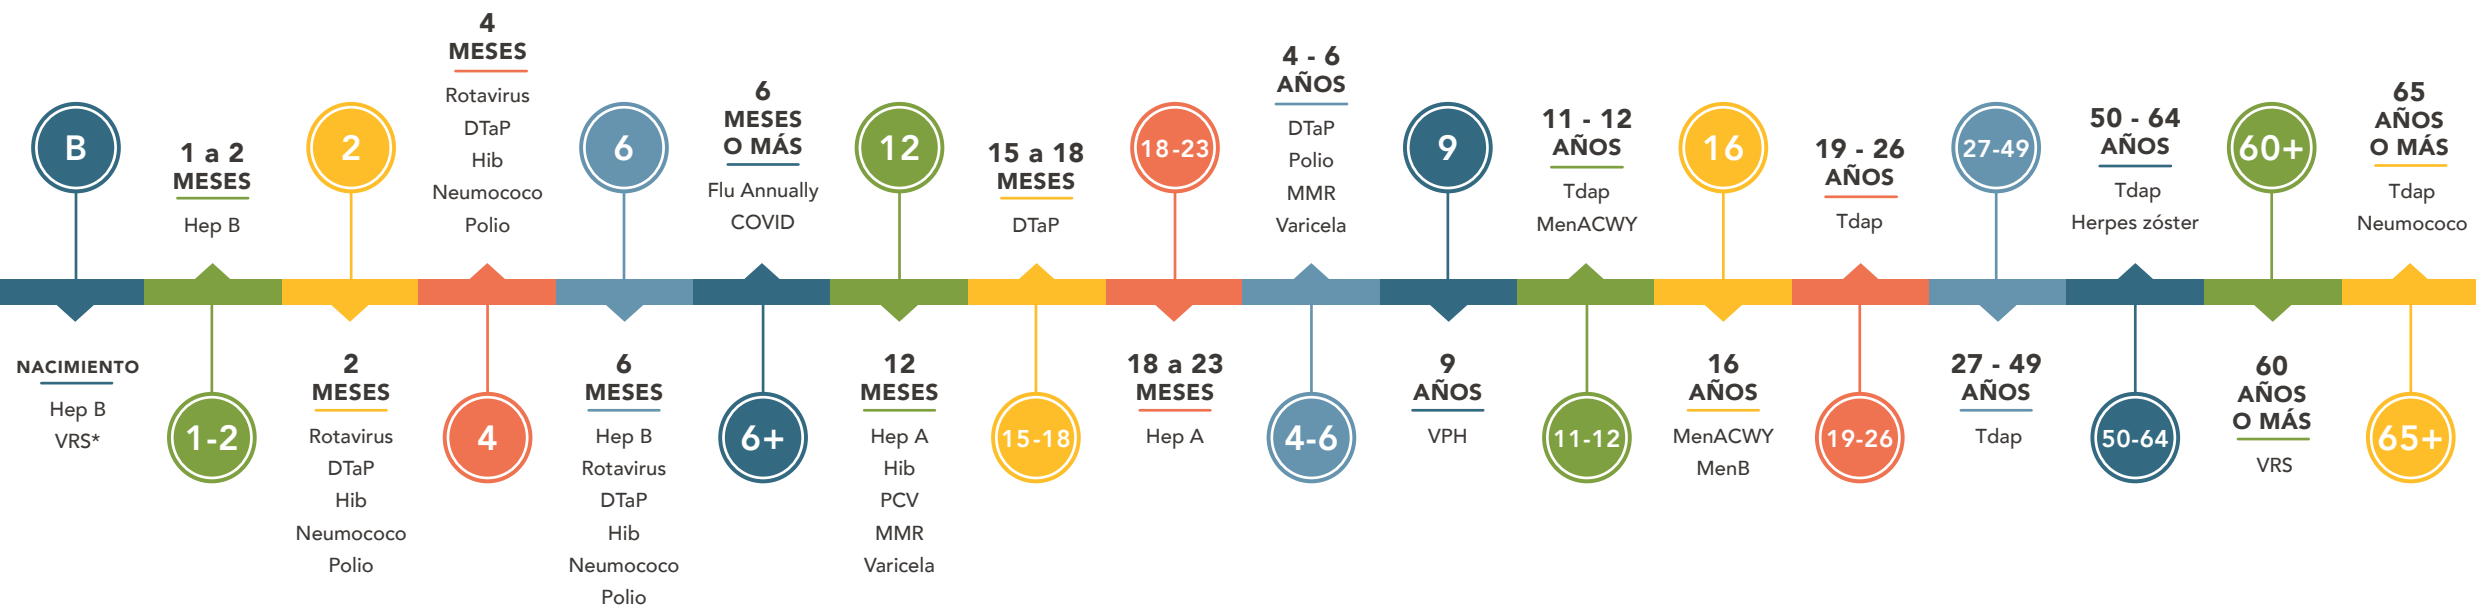 B
NACIMIENTO
Hep B
VRS*
1 a 2
MESES
Hep B
1-2
2
2
MESES
Rotavirus
DTaP
Hib
Neumococo
Polio
4
MESES
Rotavirus
DTaP
Hib
Neumococo
Polio
4
6
6
MESES
Hep B
Rotavirus
DTaP
Hib
Neumococo
Polio
6
MESES
O MÁS
Flu Annually
COVID
6+
12
12
MESES
Hep A
Hib
PCV
MMR
Varicela
15 a 18
MESES
DTaP
15-18
18-23
18 a 23
MESES
Hep A
4 - 6
AÑOS
DTaP
Polio
MMR
Varicela
4-6
9
9
AÑOS
VPH
11 - 12
AÑOS
Tdap
MenACWY
11-12
16
16
AÑOS
MenACWY
MenB
19 - 26
AÑOS
Tdap
19-26
27-49
27 - 49
AÑOS
Tdap
50 - 64
AÑOS
Tdap
Herpes zóster
50-64
60+
60
AÑOS
O MÁS
VRS
65
AÑOS
O MÁS
Tdap
Neumococo
65+